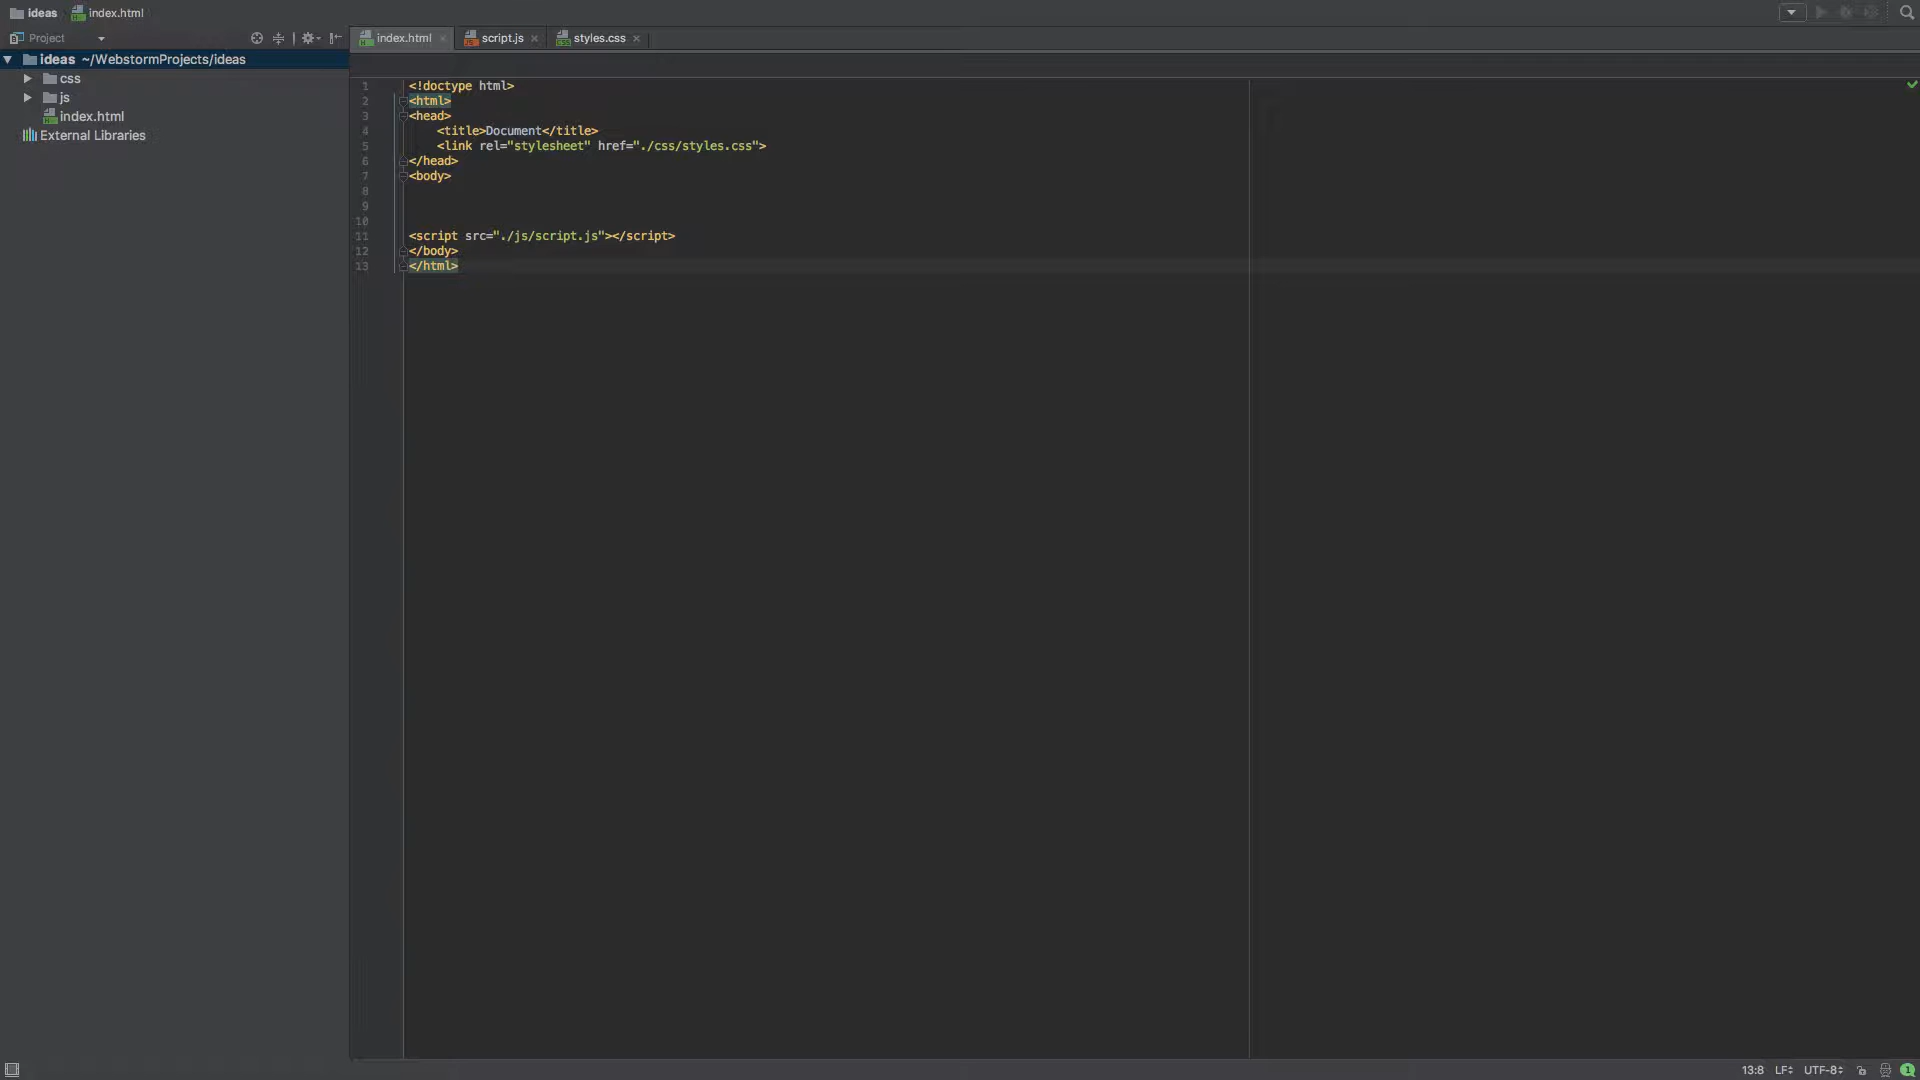 ideas index.html
Project
index.html script.js styles.css
ideas ~/WebstormProjects/ideas
css
js
index.html
External Libraries
1 <!doctype html>
2 <html>
3 <head>
4 <title>Document</title>
5 <link rel="stylesheet" href="./css/styles.css">
6 </head>
7 <body>
8
9
10
11 <script src="./js/script.js"></script>
12 </body>
13 </html>
13:8 LF UTF-8 1